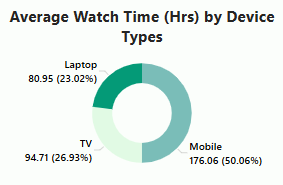 Average Watch Time (Hrs) by Device
Types
Laptop
80.95 (23.02%)
TV
94.71 (26.93%)
Mobile
176.06 (50.06%)